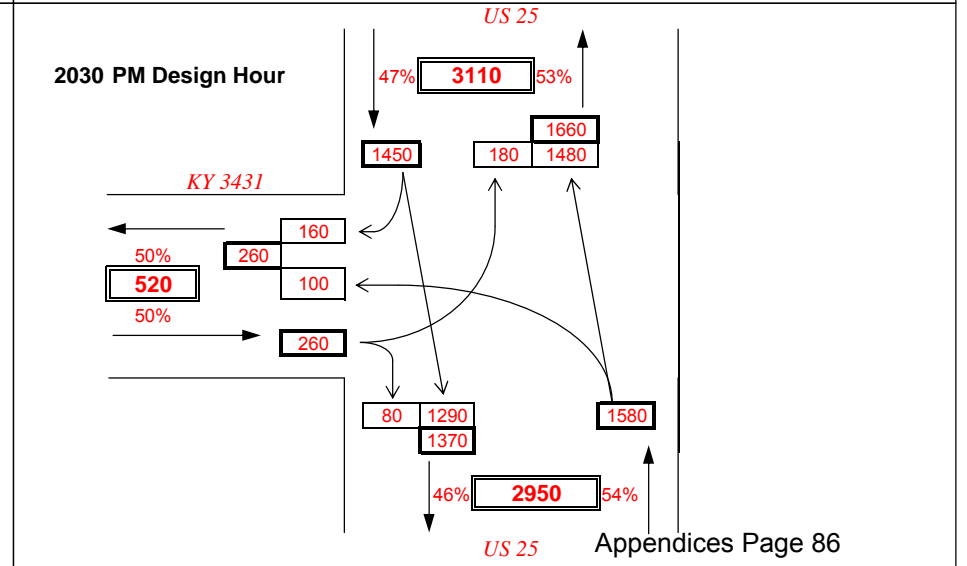 US 25
2030 PM Design Hour
47% 3110 53%
1660
1450 180 1480
KY 3431
160
50% 260
520 100
50%
260
80 1290 1580
1370
46% 2950 54%
US 25 Appendices Page 86